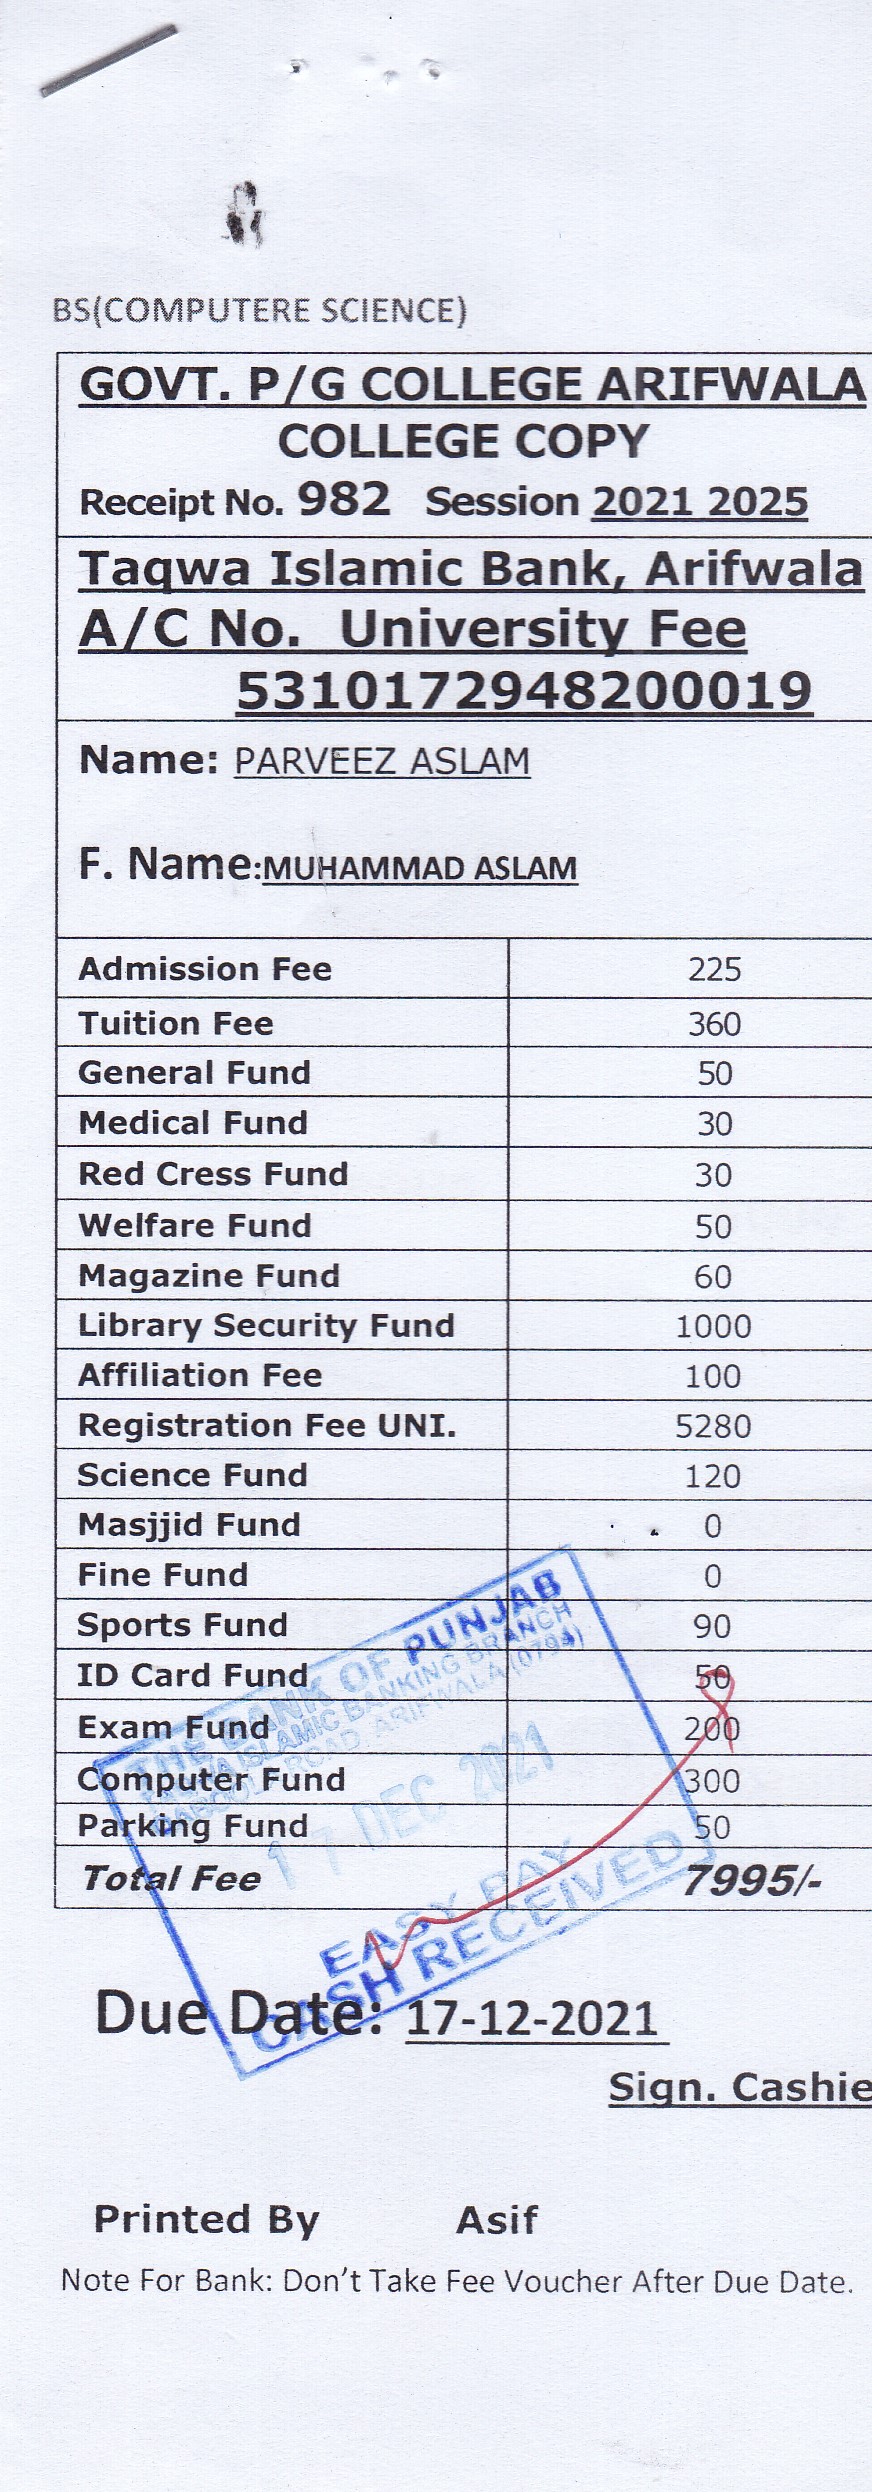 BS(COMPUTERE SCIENCE)
GOVT. P/G COLLEGE ARIFWALA
COLLEGE COPY
Receipt No. 982 Session 2021 2025
Taqwa Islamic Bank, Arifwala
A/C No. University Fee
5310172948200019
Name: PARVEEZ ASLAM
F. Name:MUHAMMAD ASLAM
Admission Fee 225
Tuition Fee 360
General Fund 50
Medical Fund 30
Red Cress Fund 30
Welfare Fund 50
Magazine Fund 60
Library Security Fund 1000
Affiliation Fee 100
Registration Fee UNI. 5280
Science Fund 120
Masjjid Fund 0
Fine Fund 0
Sports Fund 90
ID Card Fund 50
Exam Fund 200
Computer Fund 300
Parking Fund 50
Total Fee 7995/-
THE BANK OF PUNJAB
ISLAMIC BANKING BRANCH
ROAD ARIFWALA (0794)
17 DEC 2021
EASY PAY
CASH RECEIVED
Due Date: 17-12-2021
Sign. Cashie
Printed By Asif
Note For Bank: Don't Take Fee Voucher After Due Date.